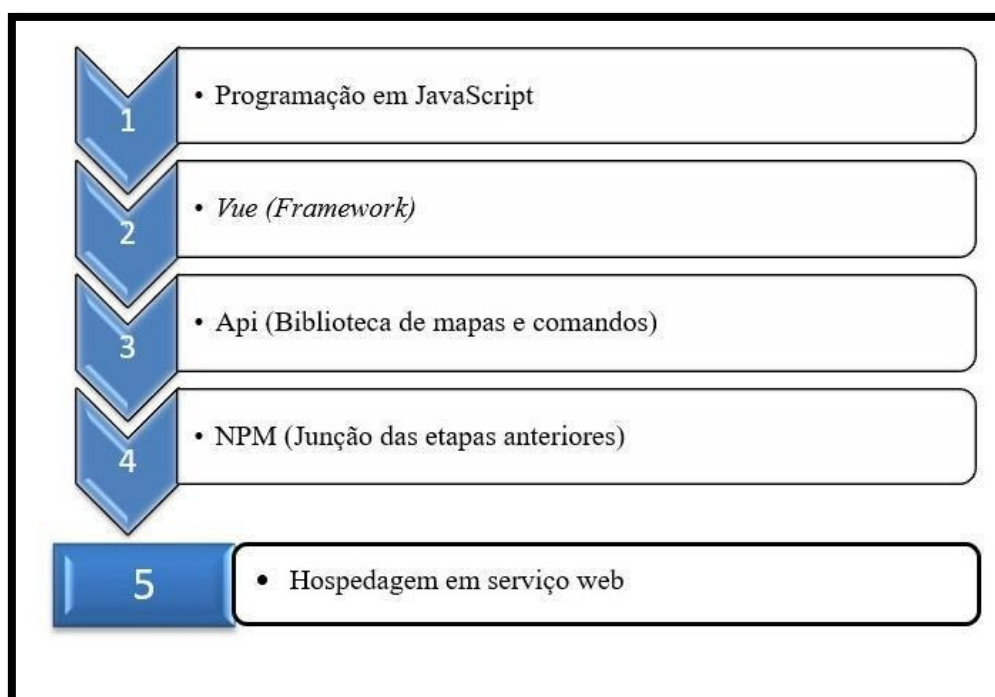 1
• Programação em JavaScript
2
• Vue (Framework)
3
• Api (Biblioteca de mapas e comandos)
4
• NPM (Junção das etapas anteriores)
5
• Hospedagem em serviço web